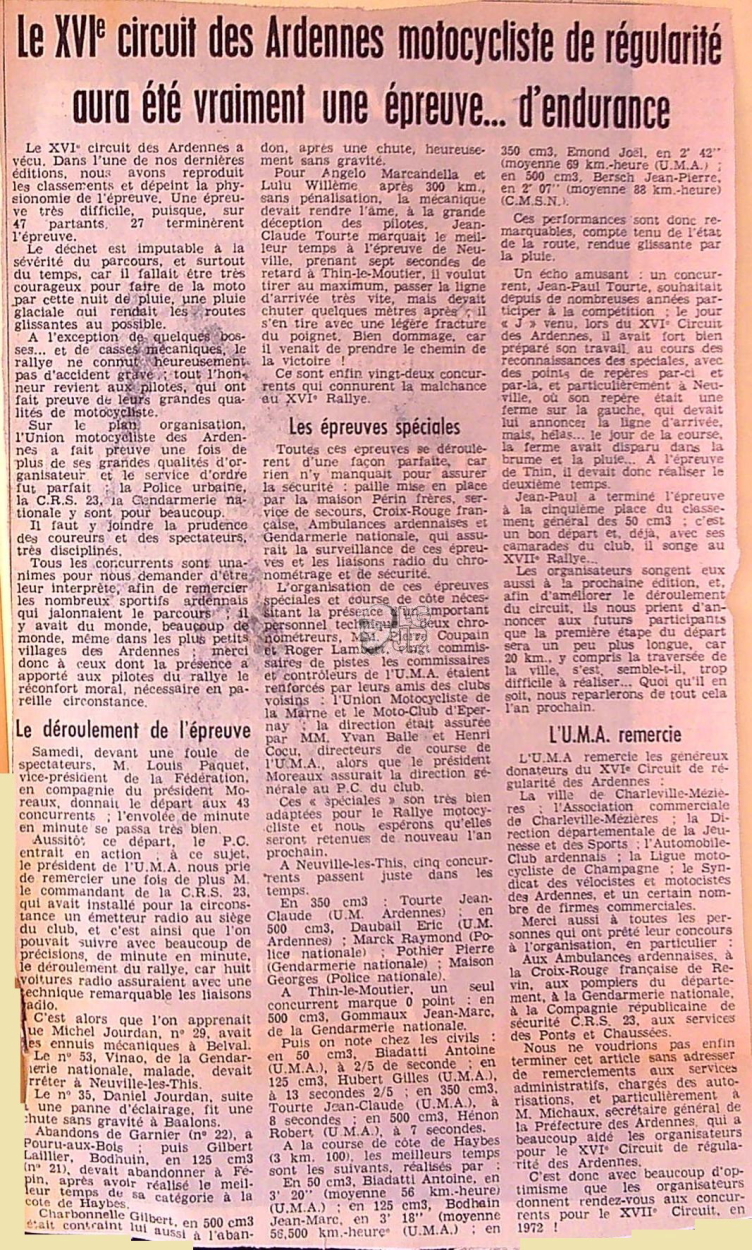 Le XVIe circuit des Ardennes motocycliste de régularité
aura été vraiment une épreuve... d'endurance
Le XVIe circuit des Ardennes a
vécu. Dans l'une de nos dernières
éditions, nous avons reproduit
les classements et dépeint la phy-
sionomie de l'épreuve. Une épreu-
ve très difficile, puisque, sur
47 partants, 27 terminèrent
l'épreuve.
Le déchet est imputable à la
sévérité du parcours, et surtout
du temps, car il fallait être très
courageux pour faire de la moto
par cette nuit de pluie, une pluie
glaciale qui rendait les routes
glissantes au possible.
A l'exception de quelques bos-
ses... et de casses mécaniques, le
rallye ne connut heureusement
pas d'accident grave ; tout l'hon-
neur revient aux pilotes, qui ont
fait preuve de leurs grandes qua-
lités de motocycliste.
Sur le plan organisation,
l'Union motocycliste des Arden-
nes a fait preuve une fois de
plus de ses grandes qualités d'or-
ganisateur et le service d'ordre
fut parfait : la Police urbaine,
la C.R.S. 23, la Gendarmerie na-
tionale y sont pour beaucoup.
Il faut y joindre la prudence
des coureurs et des spectateurs,
très disciplinés.
Tous les concurrents sont una-
nimes pour nous demander d'être
leur interprète, afin de remercier
les nombreux sportifs ardennais
qui jalonnaient le parcours ; il
y avait du monde, beaucoup de
monde, même dans les plus petits
villages des Ardennes ; merci
donc à ceux dont la présence a
apporté aux pilotes du rallye le
réconfort moral, nécessaire en pa-
reille circonstance.
Le déroulement de l'épreuve
Samedi, devant une foule de
spectateurs, M. Louis Paquet,
vice-président de la Fédération,
en compagnie du président Mo-
reaux, donnait le départ aux 43
concurrents ; l'envolée de minute
en minute se passa très bien.
Aussitôt ce départ, le P.C.
entrait en action ; à ce sujet,
le président de l'U.M.A. nous prie
de remercier une fois de plus M.
le commandant de la C.R.S. 23,
qui avait installé pour la circons-
tance un émetteur radio au siège
du club, et c'est ainsi que l'on
pouvait suivre avec beaucoup de
précisions, de minute en minute,
le déroulement du rallye, car huit
voitures radio assuraient avec une
technique remarquable les liaisons
radio.
C'est alors que l'on apprenait
que Michel Jourdan, n° 29, avait
des ennuis mécaniques à Belval.
Le n° 53, Vinao, de la Gendar-
merie nationale, malade, devait
arrêter à Neuville-les-This.
Le n° 35, Daniel Jourdan, suite
à une panne d'éclairage, fit une
chute sans gravité à Baalons.
Abandons de Garnier (n° 22), à
Pouru-aux-Bois ; puis Gilbert
Laillier, Bodhuin, en 125 cm3
(n° 21), devait abandonner à Fé-
pin, après avoir réalisé le meil-
leur temps de sa catégorie à la
côte de Haybes.
Charbonnelle Gilbert, en 500 cm3
était contraint lui aussi à l'aban-
don, après une chute, heureuse-
ment sans gravité.
Pour Angelo Marcandella et
Lulu Willème, après 300 km.,
sans pénalisation, la mécanique
devait rendre l'âme, à la grande
déception des pilotes. Jean-
Claude Tourte marquait le meil-
leur temps à l'épreuve de Neu-
ville, prenant sept secondes de
retard à Thin-le-Moutier, il voulut
tirer au maximum, passer la ligne
d'arrivée très vite, mais devait
chuter quelques mètres après ; il
s'en tire avec une légère fracture
du poignet. Bien dommage, car
il venait de prendre le chemin de
la victoire !
Ce sont enfin vingt-deux concur-
rents qui connurent la malchance
au XVIe Rallye.
Les épreuves spéciales
Toutes ces épreuves se déroulè-
rent d'une façon parfaite, car
rien n'y manquait pour assurer
la sécurité : paille mise en place
par la maison Périn frères, ser-
vice de secours, Croix-Rouge fran-
çaise, Ambulances ardennaises et
Gendarmerie nationale, qui assu-
rait la surveillance de ces épreu-
ves et les liaisons radio du chro-
nométrage et de sécurité.
L'organisation de ces épreuves
spéciales et course de côte néces-
sitant la présence d'un important
personnel deux chro-
nométreurs, Coupain
et Roger commis-
saires de pistes les commissaires
et contrôleurs de l'U.M.A. étaient
renforcés par leurs amis des clubs
voisins : l'Union Motocycliste de
la Marne et le Moto-Club d'Eper-
nay ; la direction était assurée
par MM. Yvan Balle et Henri
Cocu, directeurs de course de
l'U.M.A., alors que le président
Moreaux assurait la direction gé-
nérale au P.C. du club.
Ces « spéciales » son très bien
adaptées pour le Rallye motocy-
cliste et nous espérons qu'elles
seront retenues de nouveau l'an
prochain.
A Neuville-les-This, cinq concur-
rents passent juste dans les
temps.
En 350 cm3 : Tourte Jean-
Claude (U.M. Ardennes) ; en
500 cm3, Daubail Eric (U.M.
Ardennes) ; Marck Raymond (Po-
lice nationale) ; Pothier Pierre
(Gendarmerie nationale) ; Maison
Georges (Police nationale).
A Thin-le-Moutier, un seul
concurrent marque 0 point : en
500 cm3, Gommaux Jean-Marc,
de la Gendarmerie nationale.
Puis on note chez les civils :
en 50 cm3, Biadatti Antoine
(U.M.A.), à 2/5 de seconde ; en
125 cm3, Hubert Gilles (U.M.A.),
à 13 secondes 2/5 ; en 350 cm3,
Tourte Jean-Claude (U.M.A.), à
8 secondes ; en 500 cm3, Hénon
Robert (U.M.A.), à 7 secondes.
A la course de côte de Haybes
(3 km. 100), les meilleurs temps
sont les suivants, réalisés par :
En 50 cm3, Biadatti Antoine, en
3' 20'' (moyenne 56 km.-heure)
(U.M.A.) ; en 125 cm3, Bodhain
Jean-Marc, en 3' 18'' (moyenne
56,500 km.-heure) (U.M.A.) ; en
350 cm3, Emond Joël, en 2' 42''
(moyenne 69 km.-heure (U.M.A.) ;
en 500 cm3, Bersch Jean-Pierre,
en 2' 07'' (moyenne 88 km.-heure)
(C.M.S.N.).
Ces performances sont donc re-
marquables, compte tenu de l'état
de la route, rendue glissante par
la pluie.
Un écho amusant : un concur-
rent, Jean-Paul Tourte, souhaitait
depuis de nombreuses années par-
ticiper à la compétition ; le jour
« J » venu, lors du XVIe Circuit
des Ardennes, il avait fort bien
préparé son travail, au cours des
reconnaissances des spéciales, avec
des points de repères par-ci et
par-là, et particulièrement à Neu-
ville, où son repère était une
ferme sur la gauche, qui devait
lui annoncer la ligne d'arrivée,
mais, hélas... le jour de la course,
la ferme avait disparu dans la
brume et la pluie... A l'épreuve
de Thin, il devait donc réaliser le
deuxième temps.
Jean-Paul a terminé l'épreuve
à la cinquième place du classe-
ment général des 50 cm3 ; c'est
un bon départ et, déjà, avec ses
camarades du club, il songe au
XVIIe Rallye...
Les organisateurs songent eux
aussi à la prochaine édition, et,
afin d'améliorer le déroulement
du circuit, ils nous prient d'an-
noncer aux futurs participants
que la première étape du départ
sera un peu plus longue, car
20 km., y compris la traversée de
la ville, s'est, semble-t-il, trop
difficile à réaliser... Quoi qu'il en
soit, nous reparlerons de tout cela
l'an prochain.
L'U.M.A. remercie
L'U.M.A remercie les généreux
donateurs du XVIe Circuit de ré-
gularité des Ardennes :
La ville de Charleville-Méziè-
res ; l'Association commerciale
de Charleville-Mézières ; la Di-
rection départementale de la Jeu-
nesse et des Sports ; l'Automobile-
Club ardennais ; la Ligue moto-
cycliste de Champagne ; le Syn-
dicat des vélocistes et motocistes
des Ardennes, et un certain nom-
bre de firmes commerciales.
Merci aussi à toutes les per-
sonnes qui ont prêté leur concours
à l'organisation, en particulier :
Aux Ambulances ardennaises, à
la Croix-Rouge française de Re-
vin, aux pompiers du départe-
ment, à la Gendarmerie nationale,
à la Compagnie républicaine de
sécurité C.R.S. 23, aux services
des Ponts et Chaussées.
Nous ne voudrions pas enfin
terminer cet article sans adresser
de remerciements aux services
administratifs, chargés des auto-
risations, et particulièrement à
M. Michaux, secrétaire général de
la Préfecture des Ardennes, qui a
beaucoup aidé les organisateurs
pour le XVIe Circuit de régula-
rité des Ardennes.
C'est donc avec beaucoup d'op-
timisme que les organisateurs
donnent rendez-vous aux concur-
rents pour le XVIIe Circuit, en
1972 !